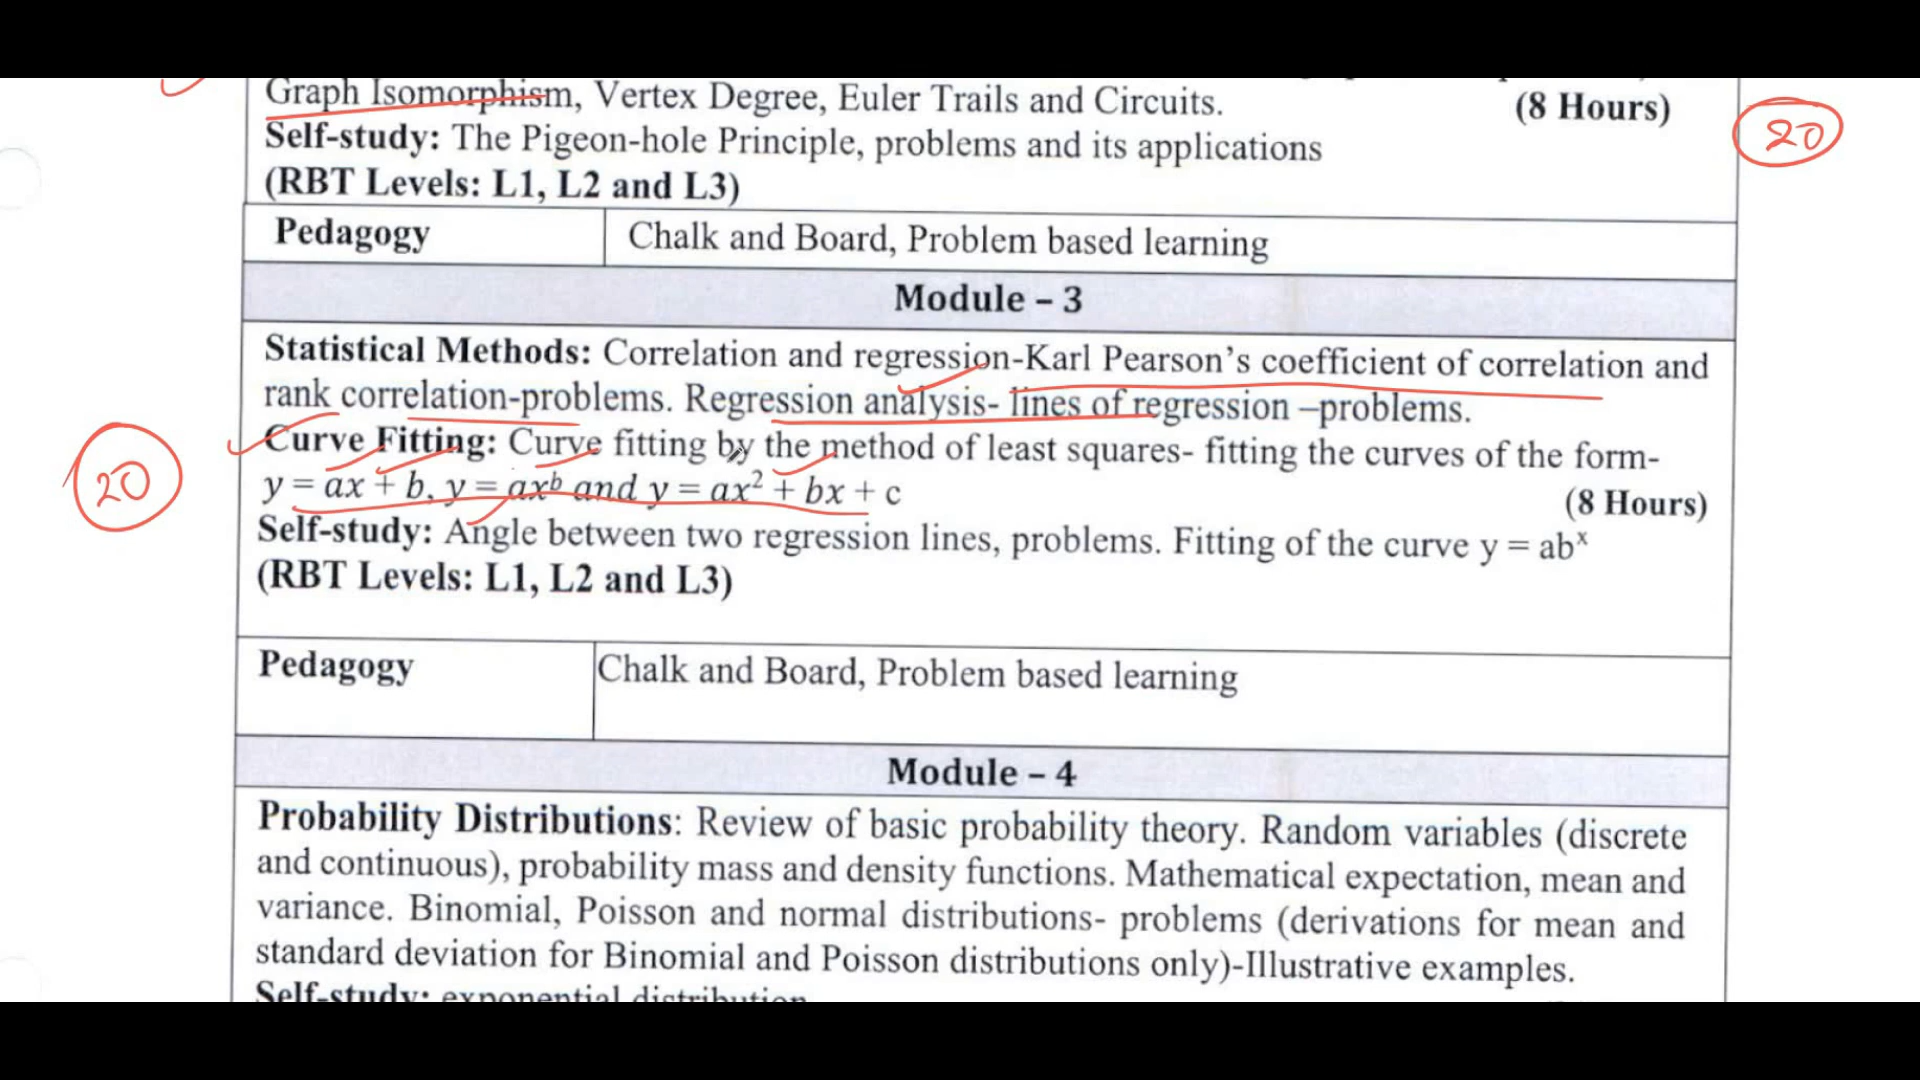 Graph Isomorphism, Vertex Degree, Euler Trails and Circuits. (8 Hours)
20
Self-study: The Pigeon-hole Principle, problems and its applications
(RBT Levels: L1, L2 and L3)
Pedagogy Chalk and Board, Problem based learning
Module – 3
Statistical Methods: Correlation and regression-Karl Pearson’s coefficient of correlation and
rank correlation-problems. Regression analysis- lines of regression –problems.
Curve Fitting: Curve fitting by the method of least squares- fitting the curves of the form-
20
y = ax + b, y = axᵇ and y = ax² + bx + c (8 Hours)
Self-study: Angle between two regression lines, problems. Fitting of the curve y = abˣ
(RBT Levels: L1, L2 and L3)
Pedagogy Chalk and Board, Problem based learning
Module – 4
Probability Distributions: Review of basic probability theory. Random variables (discrete
and continuous), probability mass and density functions. Mathematical expectation, mean and
variance. Binomial, Poisson and normal distributions- problems (derivations for mean and
standard deviation for Binomial and Poisson distributions only)-Illustrative examples.
Self-study: exponential distribution